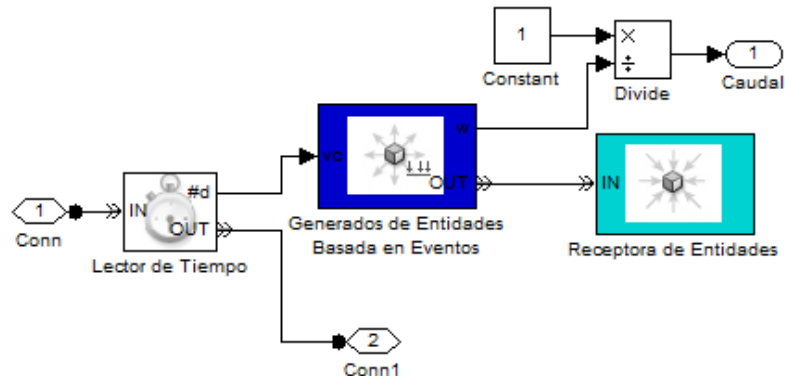 1
Constant
×
÷
Divide
1
Caudal
1
Conn
IN
#d
OUT
Lector de Tiempo
vc
w
OUT
Generados de Entidades
Basada en Eventos
IN
Receptora de Entidades
2
Conn1